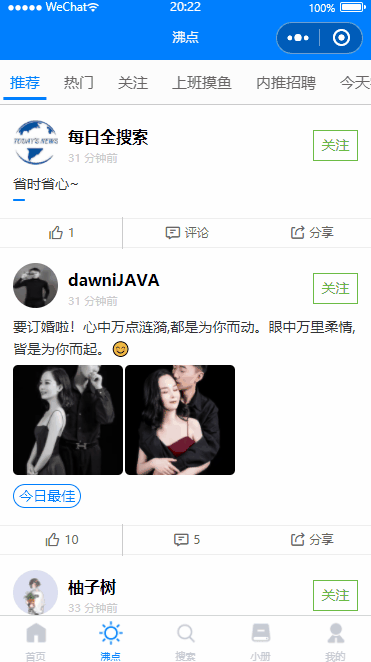 WeChat 20:22 100%
沸点
推荐 热门 关注 上班摸鱼 内推招聘 今天
TODAY'S NEWS
每日全搜索
31 分钟前
关注
省时省心~
1 评论 分享
dawniJAVA
31 分钟前
关注
要订婚啦！心中万点涟漪,都是为你而动。眼中万里柔情,
皆是为你而起。😊
今日最佳
10 5 分享
柚子树
33 分钟前
关注
首页 沸点 搜索 小册 我的